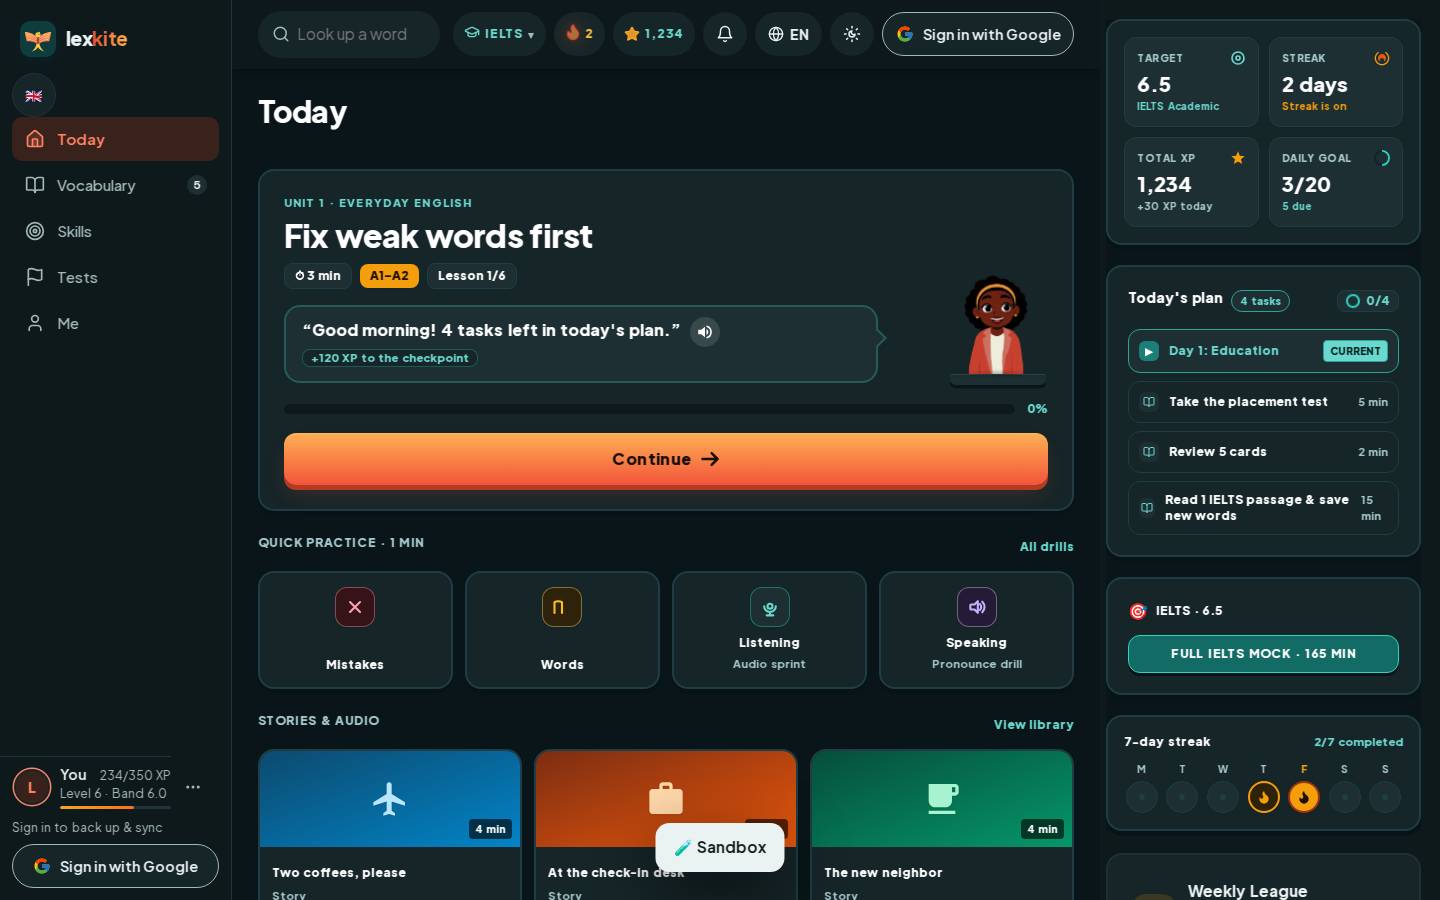 lexkite
Today
Vocabulary 5
Skills
Tests
Me
You 234/350 XP
Level 6 · Band 6.0
L
Sign in to back up & sync
Sign in with Google
Look up a word
IELTS ▾
2
1,234
EN
Sign in with Google
Today
UNIT 1 · EVERYDAY ENGLISH
Fix weak words first
3 min
A1–A2
Lesson 1/6
“Good morning! 4 tasks left in today's plan.”
+120 XP to the checkpoint
0%
Continue →
QUICK PRACTICE · 1 MIN
All drills
Mistakes
Words
Listening
Audio sprint
Speaking
Pronounce drill
STORIES & AUDIO
View library
4 min
4 min
Two coffees, please
Story
At the check-in desk
Story
The new neighbor
Story
Sandbox
TARGET
6.5
IELTS Academic
STREAK
2 days
Streak is on
TOTAL XP
1,234
+30 XP today
DAILY GOAL
3/20
5 due
Today's plan 4 tasks 0/4
Day 1: Education CURRENT
Take the placement test 5 min
Review 5 cards 2 min
Read 1 IELTS passage & save new words 15 min
IELTS · 6.5
FULL IELTS MOCK · 165 MIN
7-day streak 2/7 completed
M T W T F S S
Weekly League